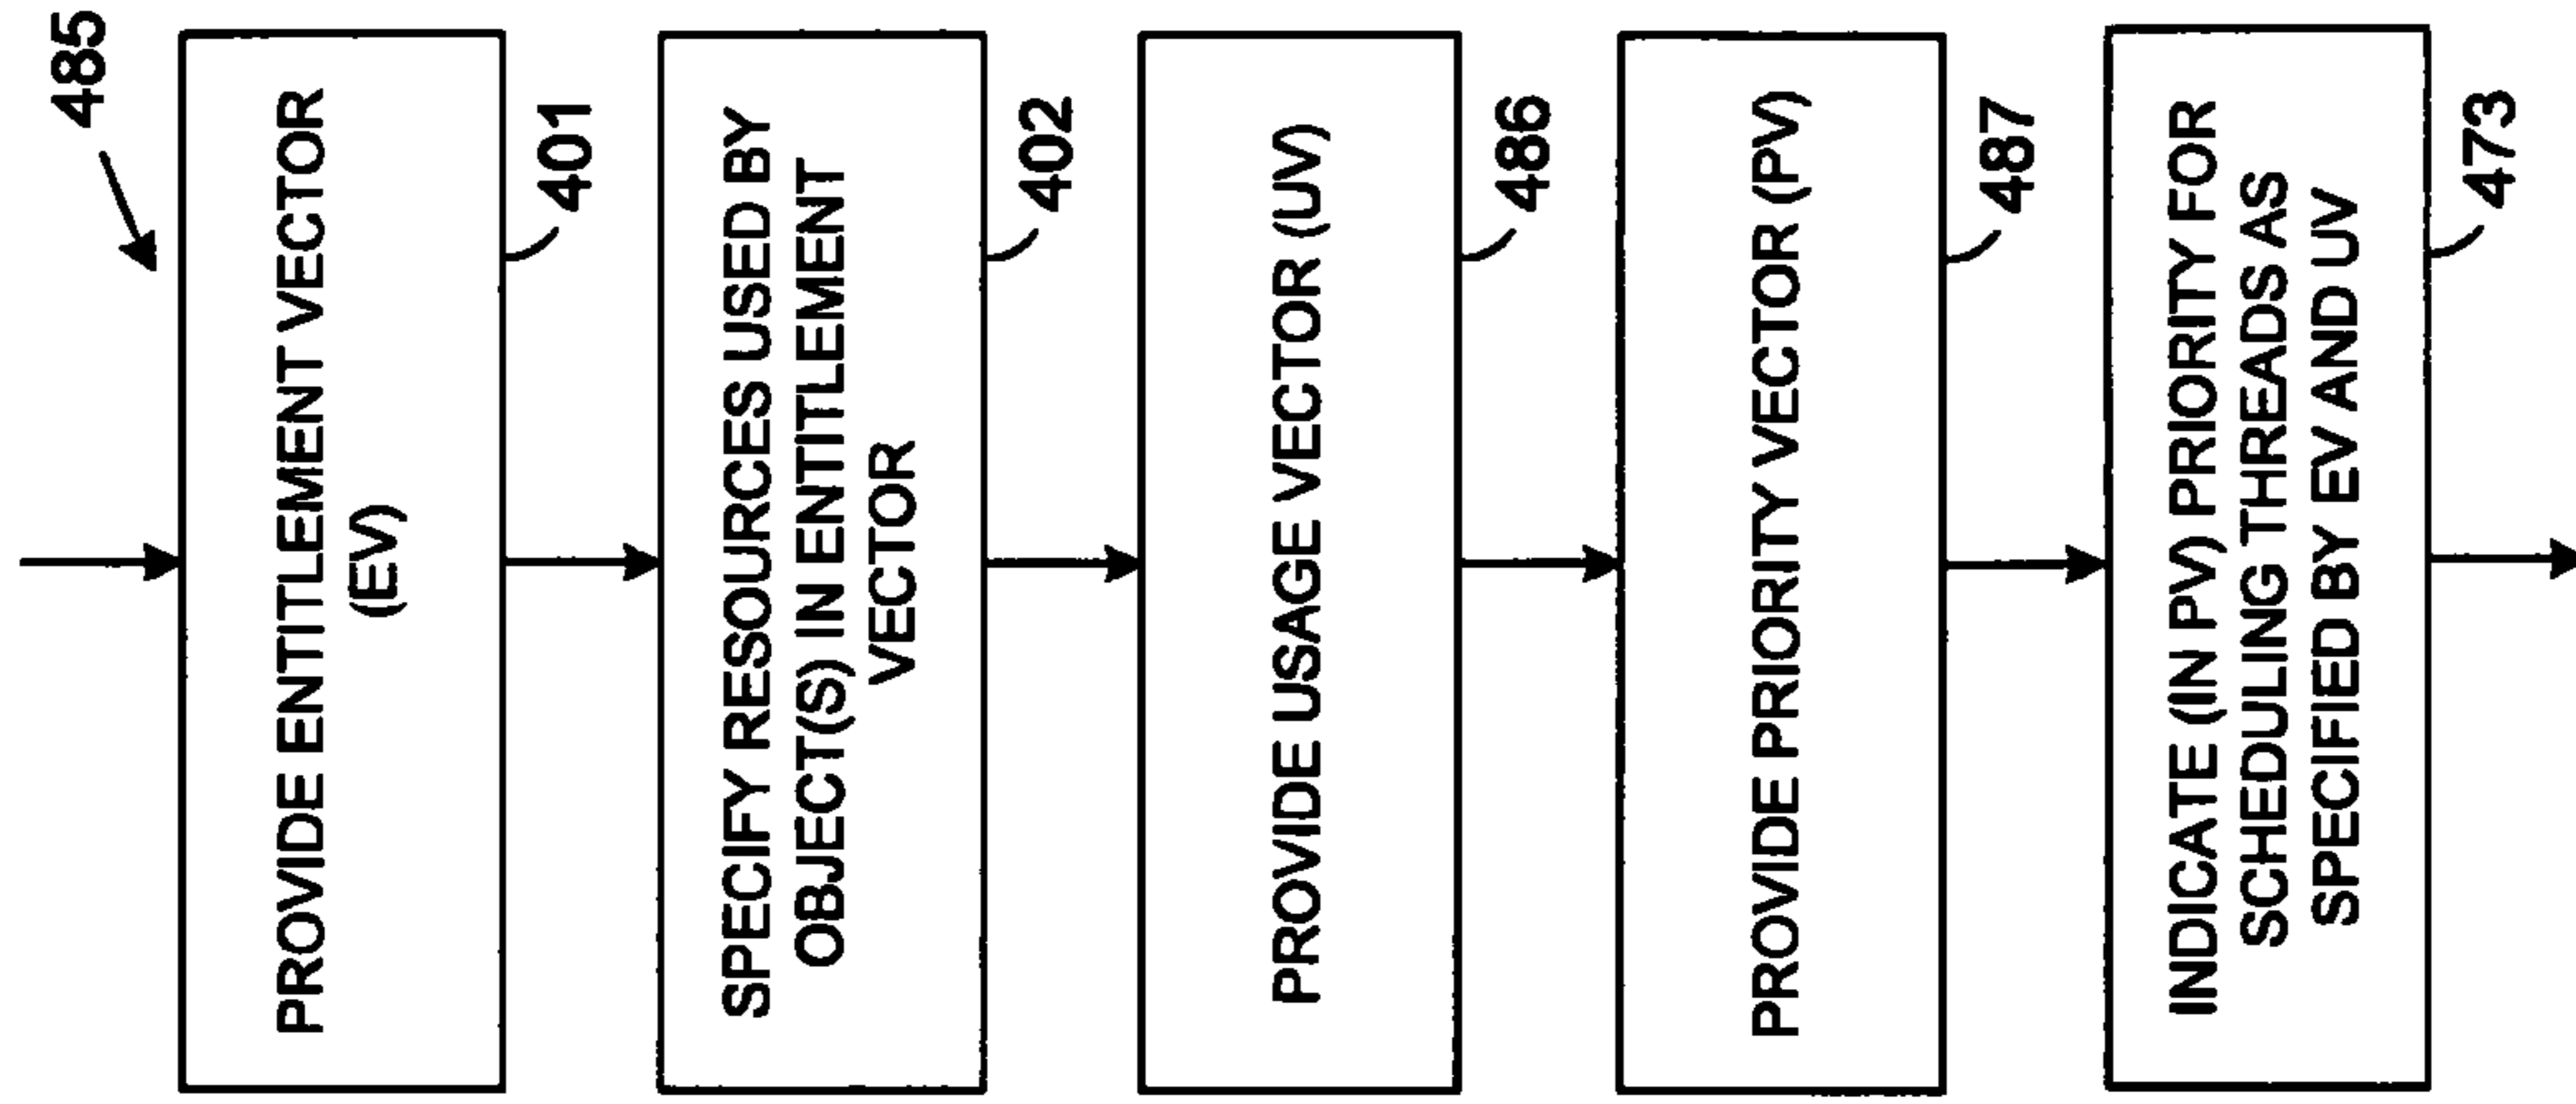 485
PROVIDE ENTITLEMENT VECTOR
(EV)
401
SPECIFY RESOURCES USED BY
OBJECT(S) IN ENTITLEMENT
VECTOR
402
PROVIDE USAGE VECTOR (UV)
486
PROVIDE PRIORITY VECTOR (PV)
487
INDICATE (IN PV) PRIORITY FOR
SCHEDULING THREADS AS
SPECIFIED BY EV AND UV
473